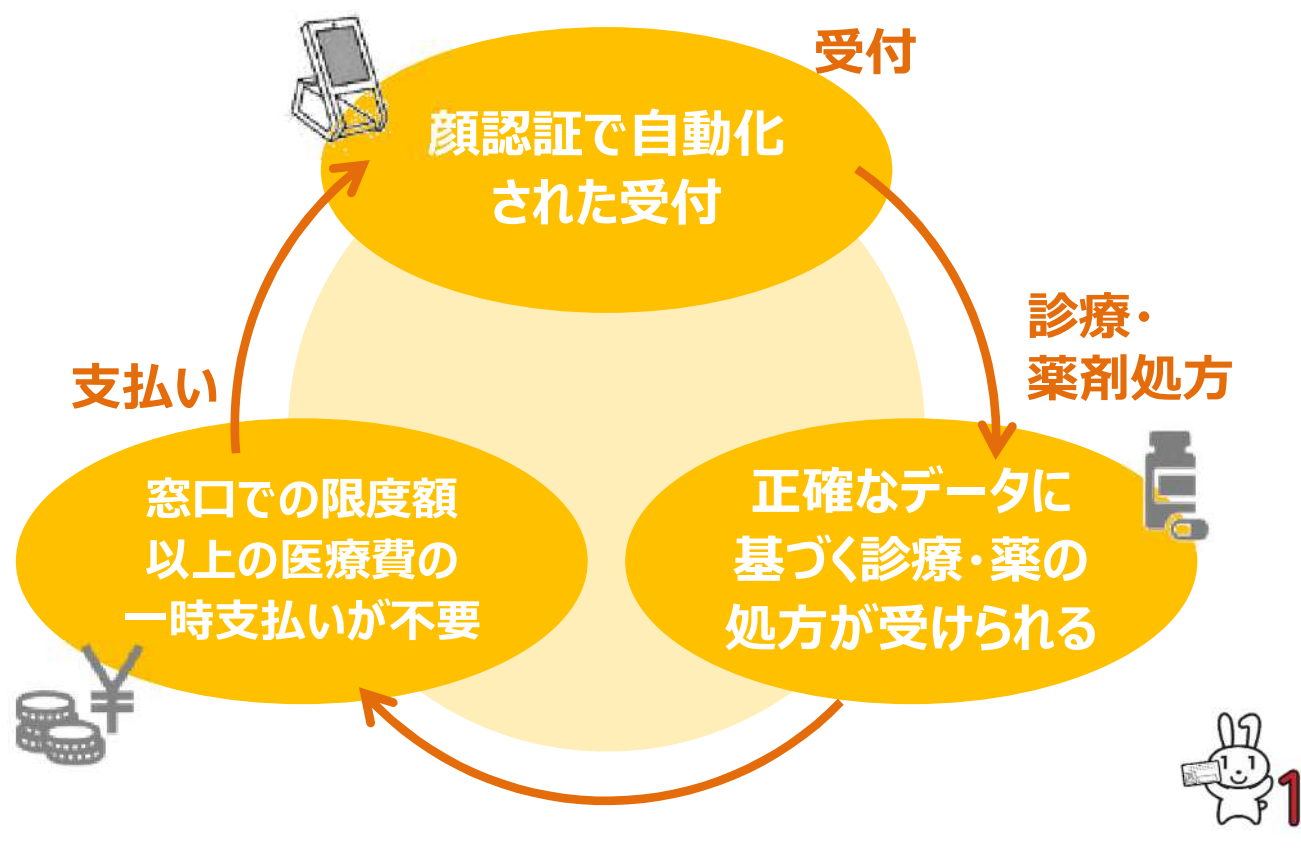 受付
顔認証で自動化
された受付
診療・
薬剤処方
正確なデータに
基づく診療・薬の
処方が受けられる
支払い
窓口での限度額
以上の医療費の
一時支払いが不要
¥
1